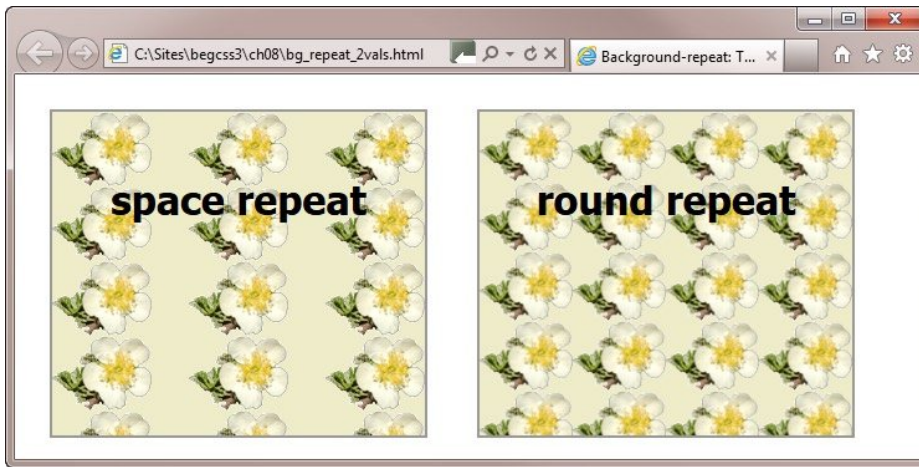 C:\Sites\begcss3\ch08\bg_repeat_2vals.html
Background-repeat: T...
space repeat
round repeat